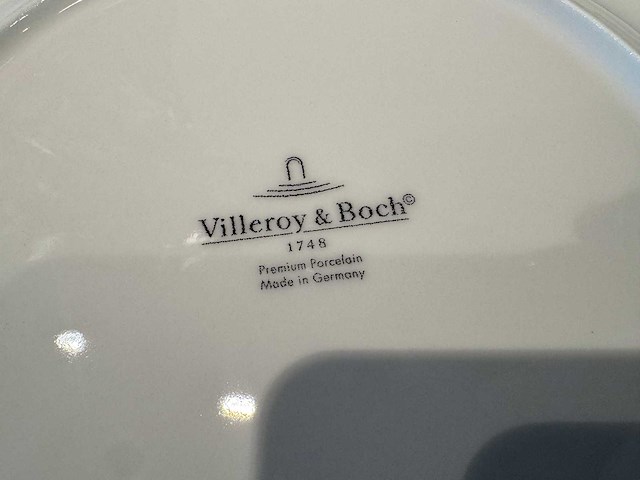 Villeroy & Boch©
1748
Premium Porcelain
Made in Germany